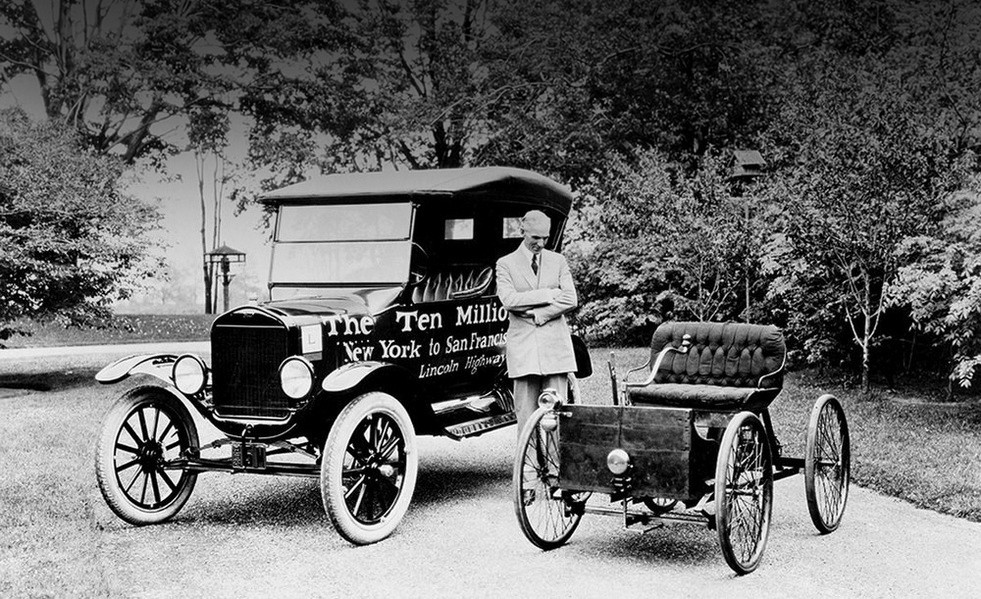 The Ten Millio
New York to San Francis
Lincoln Highway
L